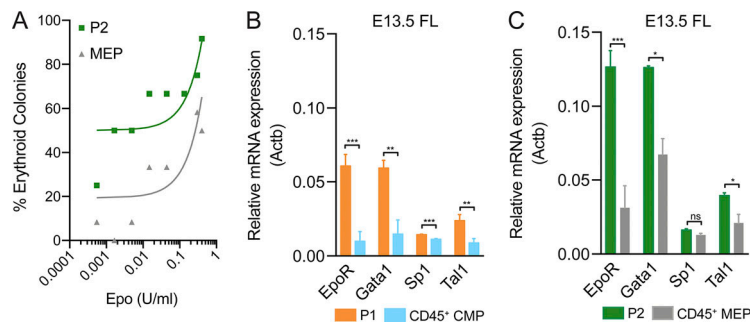 A
P2
MEP
% Erythroid Colonies
100
80
60
40
20
0
0.0001
0.001
0.01
0.1
1
Epo (U/ml)
B
E13.5 FL
Relative mRNA expression
(Actb)
0.15
0.10
0.05
0.00
***
**
***
**
EpoR
Gata1
Sp1
Tal1
P1
CD45⁺ CMP
C
E13.5 FL
Relative mRNA expression
(Actb)
0.15
0.10
0.05
0.00
***
*
ns
*
EpoR
Gata1
Sp1
Tal1
P2
CD45⁺ MEP